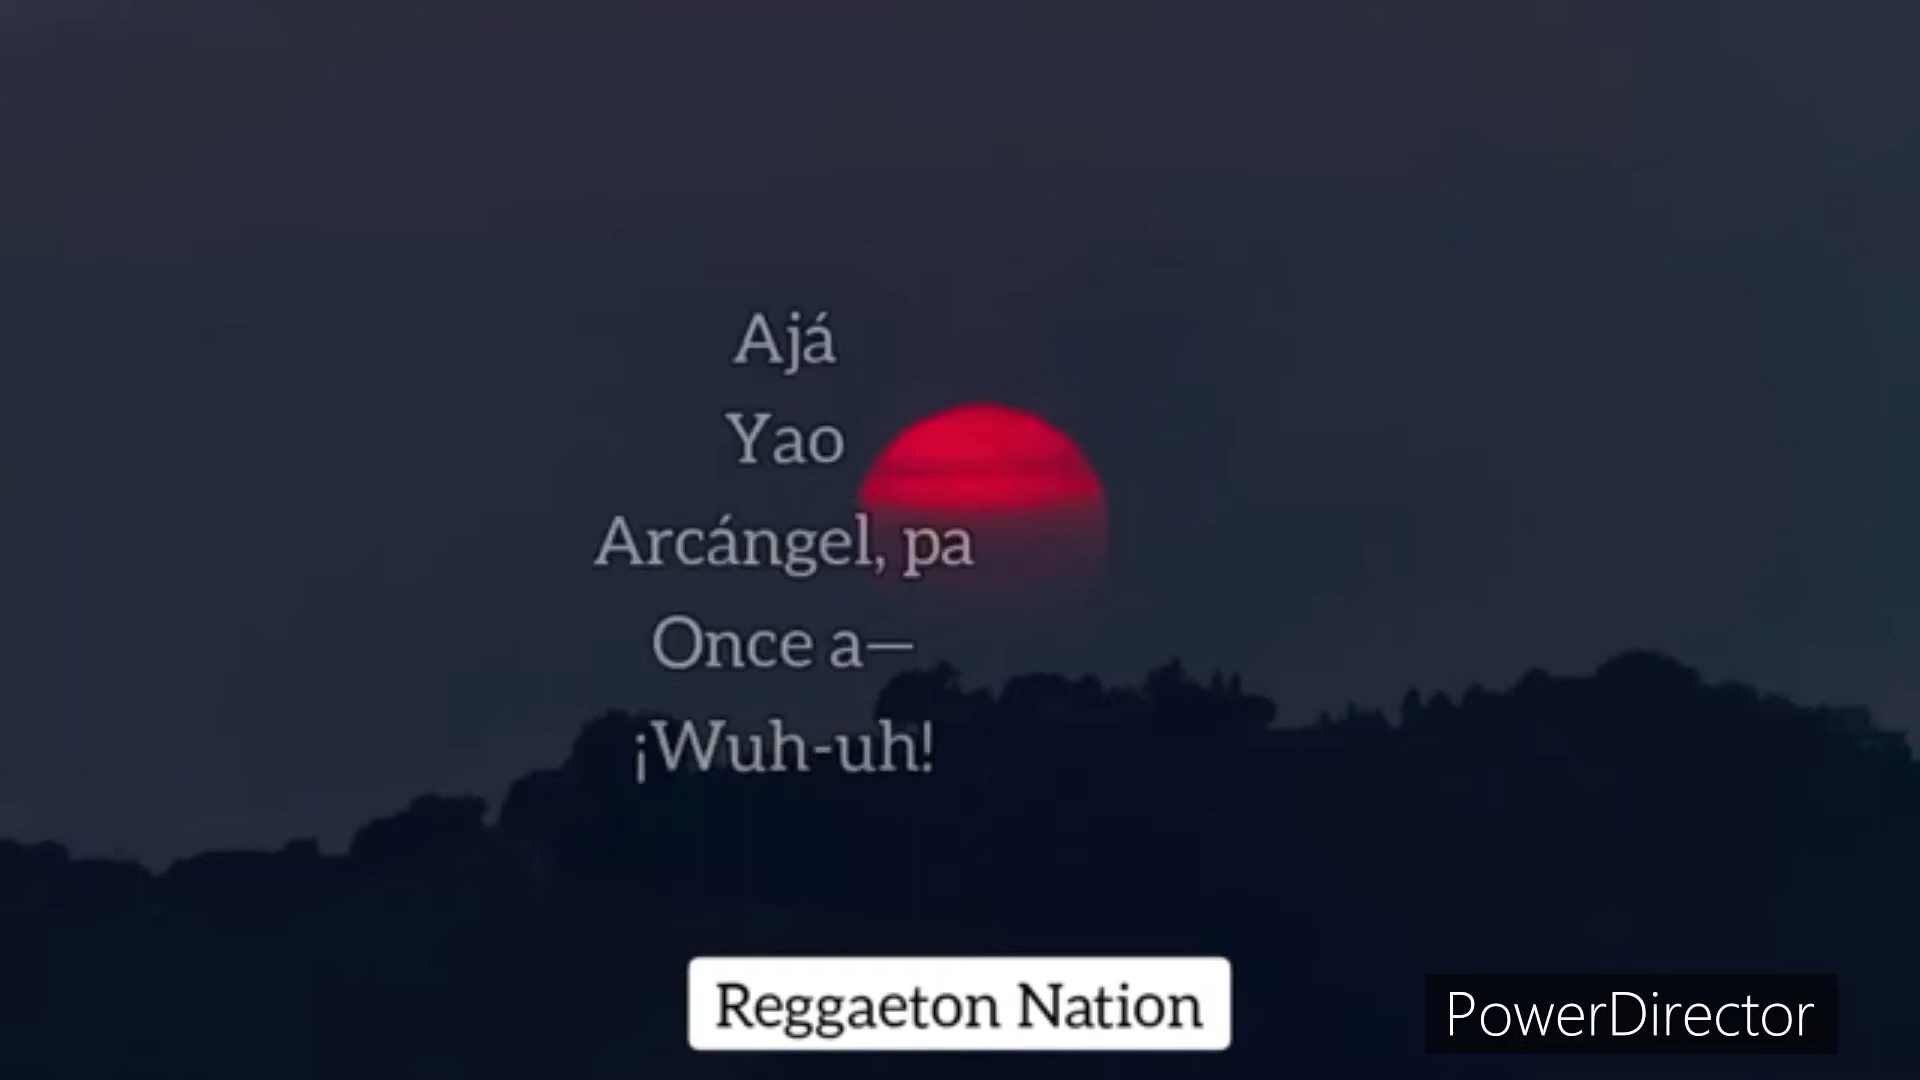 Ajá
Yao
Arcángel, pa
Once a—
¡Wuh-uh!
Reggaeton Nation
PowerDirector